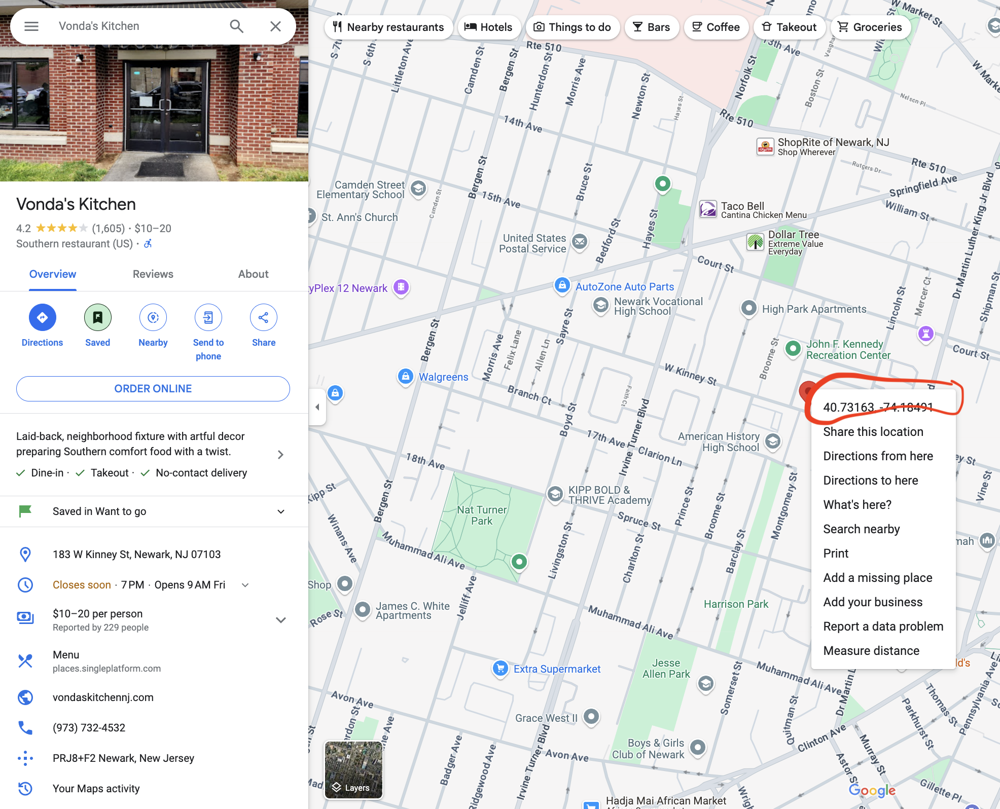 Vonda's Kitchen
Nearby restaurants
Hotels
Things to do
Bars
Coffee
Takeout
Groceries
Vonda's Kitchen
4.2 (1,605) · $10–20
Southern restaurant (US) ·
Overview
Reviews
About
Directions
Saved
Nearby
Send to
phone
Share
ORDER ONLINE
Laid-back, neighborhood fixture with artful decor
preparing Southern comfort food with a twist.
Dine-in · Takeout · No-contact delivery
Saved in Want to go
183 W Kinney St, Newark, NJ 07103
Closes soon · 7 PM · Opens 9 AM Fri
$10–20 per person
Reported by 229 people
Menu
places.singleplatform.com
vondaskitchennj.com
(973) 732-4532
PRJ8+F2 Newark, New Jersey
Your Maps activity
W Market St
Rte 510
13th Ave
S 6th
Littleton Ave
Camden St
Bergen St
Hunterdon St
Morris Ave
Newton St
Hayes St
Norfolk St
Boston St
Nelson Pl
14th Ave
Rte 510
ShopRite of Newark, NJ
Shop Wherever
Rutgers Dr
Rte 510
Springfield Ave
William St
Dr Martin Luther King Jr Blvd
Camden Street
Elementary School
Camden St
Bergen St
15th Ave
Bruce St
St. Ann's Church
Taco Bell
Cantina Chicken Menu
Hayes St
Bedford St
United States
Postal Service
Dollar Tree
Extreme Value
Everyday
Court St
yPlex 12 Newark
AutoZone Auto Parts
Newark Vocational
High School
High Park Apartments
Lincoln St
Mercer Ct
Shipman St
Bergen St
Morris Ave
Felix Lane
Allen Ln
Sayre St
John F. Kennedy
Recreation Center
Court St
Broome St
W Kinney St
Walgreens
Branch Ct
Boyd St
Faith Ct
Irvine Turner Blvd
17th Ave
Clarion Ln
American History
High School
40.73163, -74.18491
Share this location
Directions from here
Directions to here
What's here?
Search nearby
Print
Add a missing place
Add your business
Report a data problem
Measure distance
18th Ave
Kipp St
Bergen St
Winans Ave
Nat Turner
Park
KIPP BOLD &
THRIVE Academy
Spruce St
Prince St
Broome St
Montgomery St
Vine St
Muhammad Ali Ave
Livingston St
Charlton St
Barclay St
Shop
James C. White
Apartments
Rose St
Jelliff Ave
Harrison Park
Muhammad Ali Ave
Extra Supermarket
Jesse
Allen Park
Somerset St
Muhammad Ali Ave
Dr Martin L
ld's
Thomas St
Pennsylvania Ave
Parkhurst St
Avon Ave
Grace West II
Quitman St
Clinton Ave
Murray St
Boys & Girls
Club of Newark
Badger Ave
Ridgewood Ave
Irvine Turner Blvd
Avon Ave
Layers
Google
Gillette Pl
Hadja Mai African Market